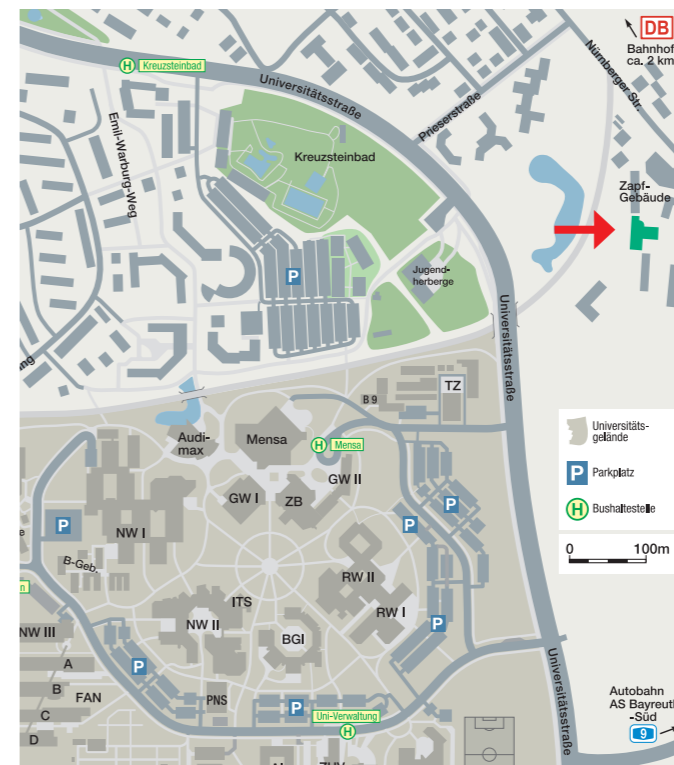 DB
Bahnhof
ca. 2 km
H Kreuzsteinbad
Universitätsstraße
Nürnberger Str.
Prieserstraße
Emil-Warburg-Weg
Kreuzsteinbad
Zapf-
Gebäude
P
Jugend-
herberge
Universitätsstraße
TZ
B 9
Audi-
max
Mensa
H Mensa
GW II
GW I
ZB
P
P
P
NW I
B-Geb.
RW II
ITS
RW I
NW II
BGI
P
NW III
A
P
B
FAN
PNS
C
P
Uni-Verwaltung
H
D
Universitätsstraße
Universitäts-
gelände
P Parkplatz
H Bushaltestelle
0 100m
Autobahn
AS Bayreuth
-Süd
9